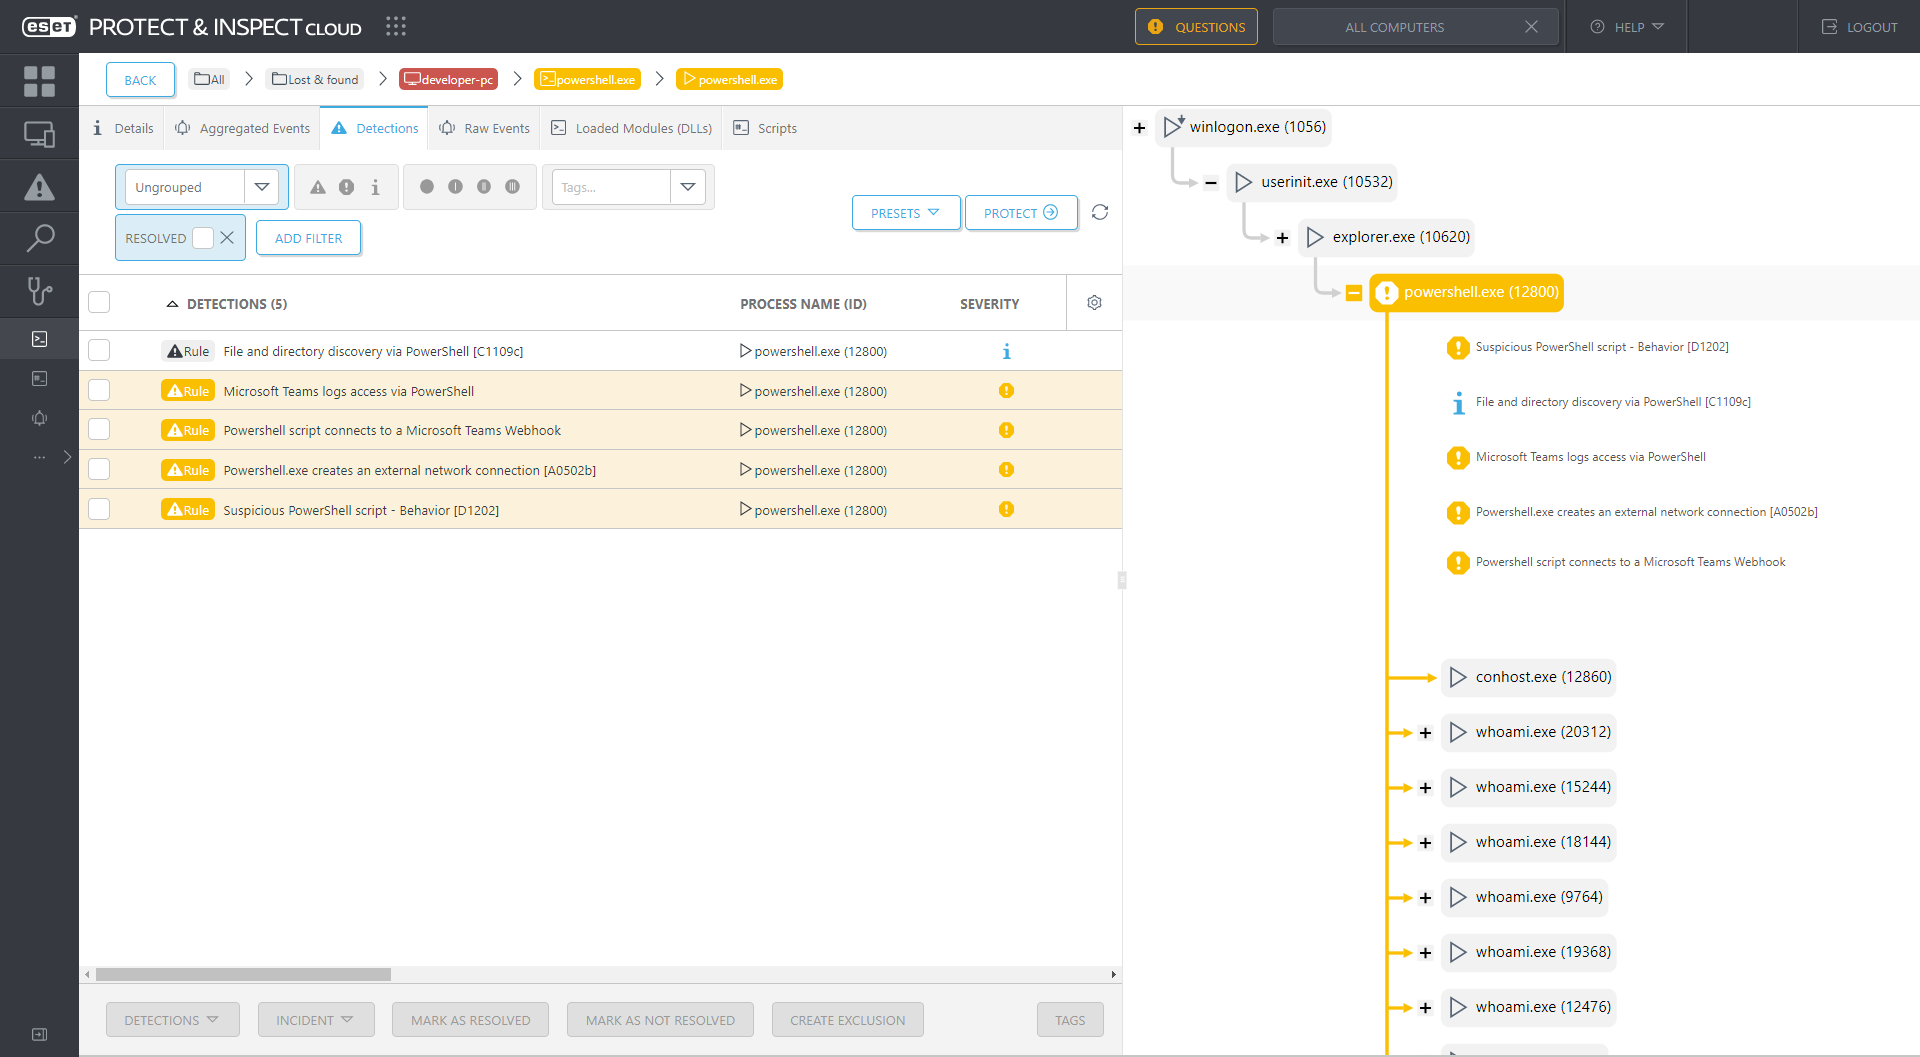 eseT PROTECT & INSPECT CLOUD
QUESTIONS
ALL COMPUTERS
HELP
LOGOUT
BACK
All
Lost & found
developer-pc
powershell.exe
powershell.exe
Details
Aggregated Events
Detections
Raw Events
Loaded Modules (DLLs)
Scripts
Ungrouped
Tags...
PRESETS
PROTECT
RESOLVED
ADD FILTER
DETECTIONS (5)
PROCESS NAME (ID)
SEVERITY
Rule File and directory discovery via PowerShell [C1109c] powershell.exe (12800)
Rule Microsoft Teams logs access via PowerShell powershell.exe (12800)
Rule Powershell script connects to a Microsoft Teams Webhook powershell.exe (12800)
Rule Powershell.exe creates an external network connection [A0502b] powershell.exe (12800)
Rule Suspicious PowerShell script - Behavior [D1202] powershell.exe (12800)
DETECTIONS
INCIDENT
MARK AS RESOLVED
MARK AS NOT RESOLVED
CREATE EXCLUSION
TAGS
winlogon.exe (1056)
userinit.exe (10532)
explorer.exe (10620)
powershell.exe (12800)
Suspicious PowerShell script - Behavior [D1202]
File and directory discovery via PowerShell [C1109c]
Microsoft Teams logs access via PowerShell
Powershell.exe creates an external network connection [A0502b]
Powershell script connects to a Microsoft Teams Webhook
conhost.exe (12860)
whoami.exe (20312)
whoami.exe (15244)
whoami.exe (18144)
whoami.exe (9764)
whoami.exe (19368)
whoami.exe (12476)